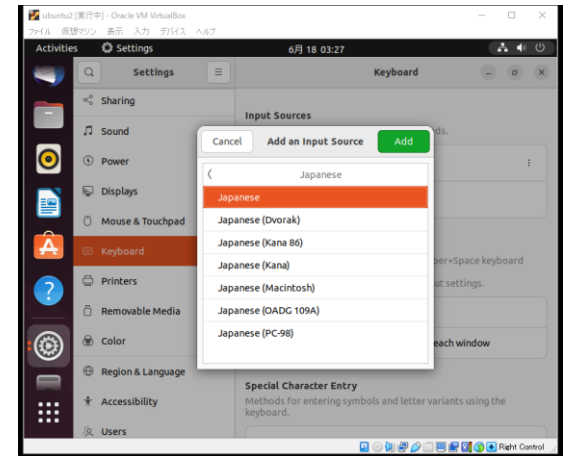 ubuntu2 [実行中] - Oracle VM VirtualBox
ファイル 仮想マシン 表示 入力 デバイス ヘルプ
Activities Settings 6月 18 03:27
Settings Keyboard
Sharing
Sound
Power
Displays
Mouse & Touchpad
Keyboard
Printers
Removable Media
Color
Region & Language
Accessibility
Users
Input Sources
ds.
Cancel Add an Input Source Add
Japanese
Japanese
Japanese (Dvorak)
Japanese (Kana 86)
Japanese (Kana)
Japanese (Macintosh)
Japanese (OADG 109A)
Japanese (PC-98)
per+Space keyboard
ut settings.
each window
Special Character Entry
Methods for entering symbols and letter variants using the
keyboard.
Right Control